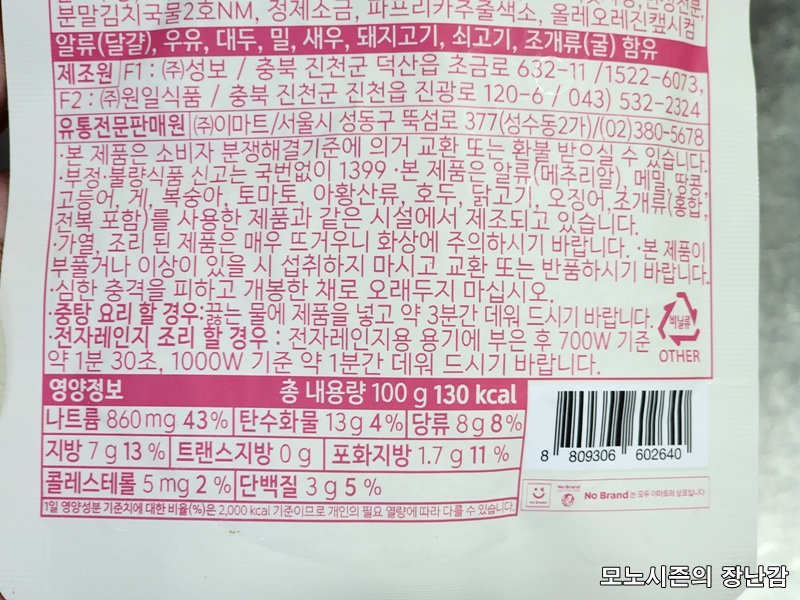 분말김치국물2호NM, 정제소금, 파프리카추출색소, 올레오레진캪시컴
알류(달걀), 우유, 대두, 밀, 새우, 돼지고기, 쇠고기, 조개류(굴) 함유
제조원 F1 : ㈜성보 / 충북 진천군 덕산읍 초금로 632-11 /1522-6073,
F2 : ㈜원일식품 / 충북 진천군 진천읍 진광로 120-6 / 043) 532-2324
유통전문판매원 ㈜이마트/서울시 성동구 뚝섬로 377(성수동2가)/(02)380-5678
·본 제품은 소비자 분쟁해결기준에 의거 교환 또는 환불 받으실 수 있습니다.
·부정·불량식품 신고는 국번없이 1399 ·본 제품은 알류(메추리알), 메밀, 땅콩,
고등어, 게, 복숭아, 토마토, 아황산류, 호두, 닭고기, 오징어,조개류(홍합,
전복 포함)를 사용한 제품과 같은 시설에서 제조되고 있습니다.
·가열, 조리 된 제품은 매우 뜨거우니 화상에 주의하시기 바랍니다. ·본 제품이
부풀거나 이상이 있을 시 섭취하지 마시고 교환 또는 반품하시기 바랍니다.
·심한 충격을 피하고 개봉한 채로 오래두지 마십시오.
·중탕 요리 할 경우:끓는 물에 제품을 넣고 약 3분간 데워 드시기 바랍니다.
·전자레인지 조리 할 경우 : 전자레인지용 용기에 부은 후 700W 기준
약 1분 30초, 1000W 기준 약 1분간 데워 드시기 바랍니다.
비닐류
OTHER
영양정보 총 내용량 100 g 130 kcal
나트륨 860mg 43% 탄수화물 13g 4% 당류 8g 8%
지방 7g 13% 트랜스지방 0g 포화지방 1.7g 11%
콜레스테롤 5mg 2% 단백질 3g 5%
1일 영양성분 기준치에 대한 비율(%)은 2,000 kcal 기준이므로 개인의 필요 열량에 따라 다를 수 있습니다.
8 809306 602640
No Brand
No Brand
No Brand 는 모두 이마트의 상표입니다
모노시즌의 장난감